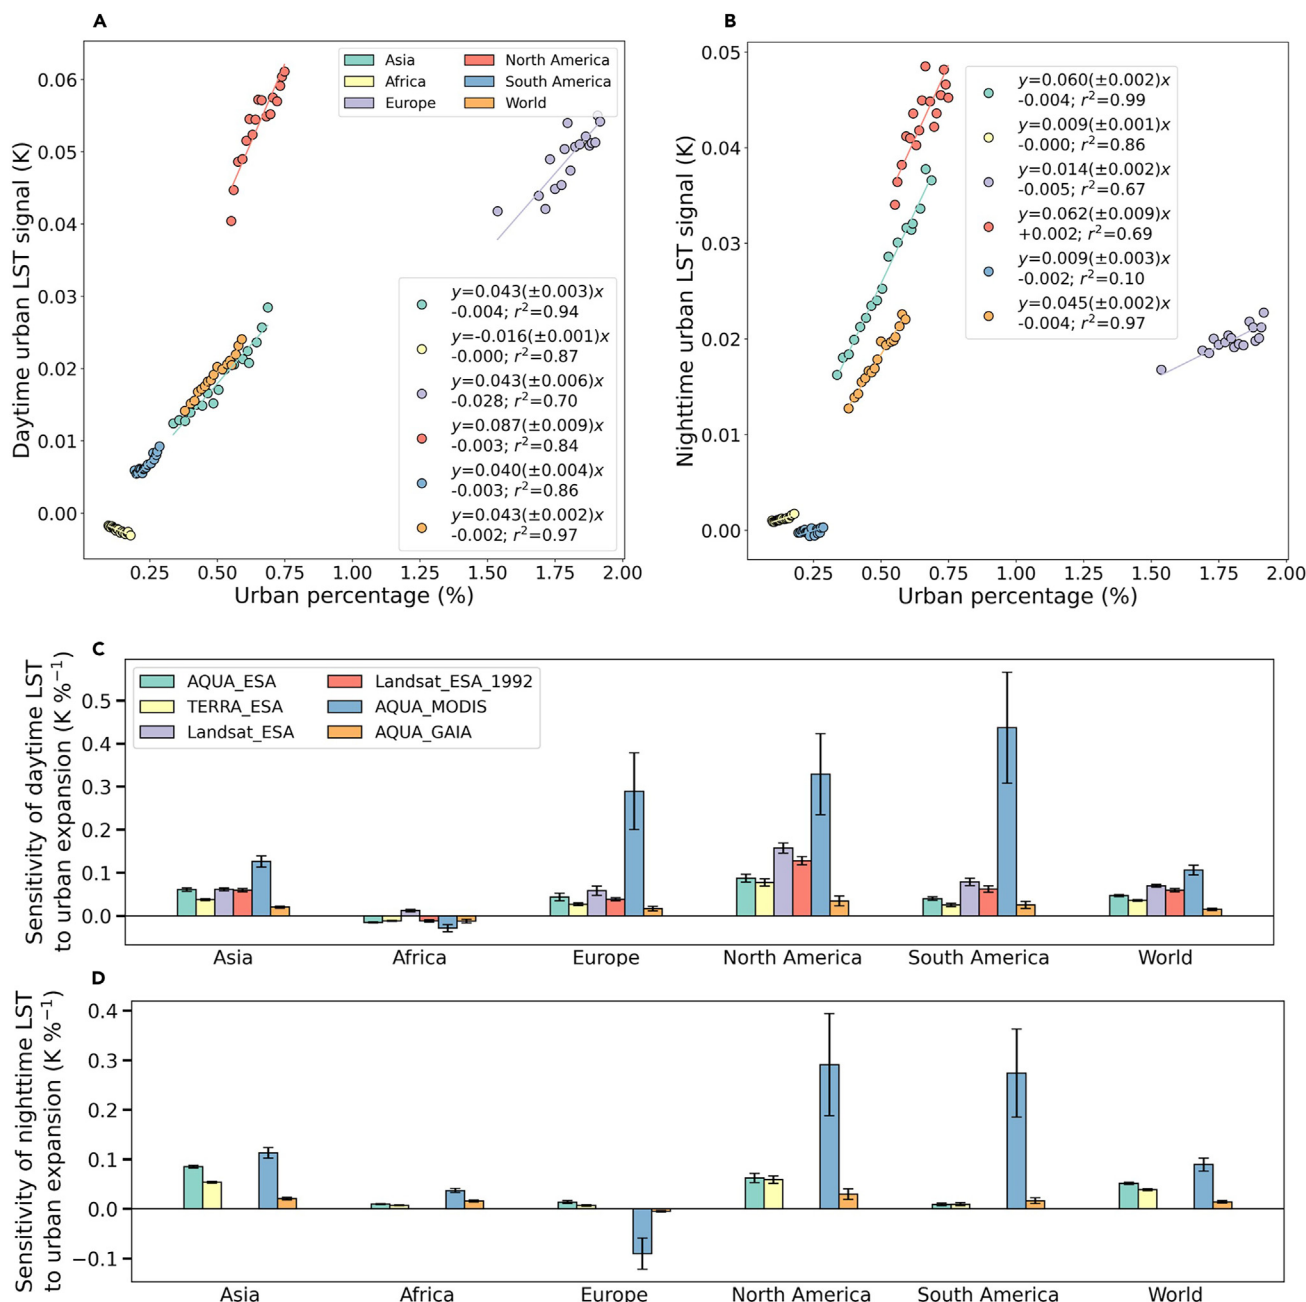 A
B
Daytime urban LST signal (K)
0.06
0.05
0.04
0.03
0.02
0.01
0.00
Asia
Africa
Europe
North America
South America
World
y=0.043(±0.003)x
-0.004; r²=0.94
y=-0.016(±0.001)x
-0.000; r²=0.87
y=0.043(±0.006)x
-0.028; r²=0.70
y=0.087(±0.009)x
-0.003; r²=0.84
y=0.040(±0.004)x
-0.003; r²=0.86
y=0.043(±0.002)x
-0.002; r²=0.97
0.25 0.50 0.75 1.00 1.25 1.50 1.75 2.00
Urban percentage (%)
Nighttime urban LST signal (K)
0.05
0.04
0.03
0.02
0.01
0.00
y=0.060(±0.002)x
-0.004; r²=0.99
y=0.009(±0.001)x
-0.000; r²=0.86
y=0.014(±0.002)x
-0.005; r²=0.67
y=0.062(±0.009)x
+0.002; r²=0.69
y=0.009(±0.003)x
-0.002; r²=0.10
y=0.045(±0.002)x
-0.004; r²=0.97
0.25 0.50 0.75 1.00 1.25 1.50 1.75 2.00
Urban percentage (%)
C
Sensitivity of daytime LST
to urban expansion (K %⁻¹)
0.5
0.4
0.3
0.2
0.1
0.0
AQUA_ESA
TERRA_ESA
Landsat_ESA
Landsat_ESA_1992
AQUA_MODIS
AQUA_GAIA
Asia Africa Europe North America South America World
D
Sensitivity of nighttime LST
to urban expansion (K %⁻¹)
0.4
0.3
0.2
0.1
0.0
−0.1
Asia Africa Europe North America South America World